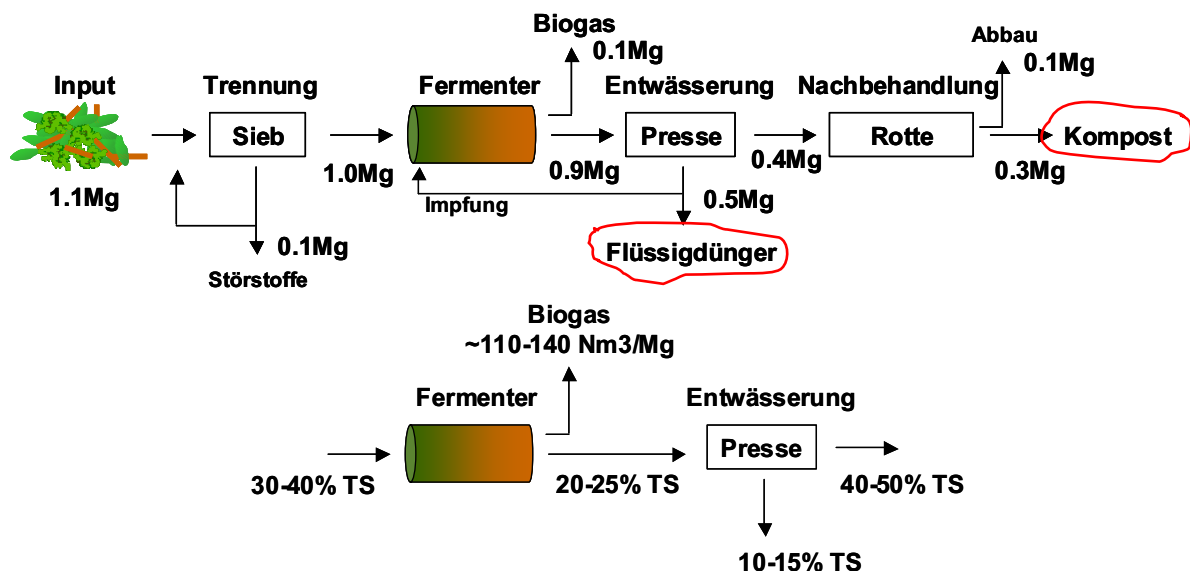 Biogas
0.1Mg
Abbau
0.1Mg
Input
Trennung
Fermenter
Entwässerung
Nachbehandlung
Sieb
Presse
Rotte
Kompost
1.1Mg
1.0Mg
0.9Mg
0.4Mg
0.3Mg
Impfung
0.5Mg
0.1Mg
Störstoffe
Flüssigdünger
Biogas
~110-140 Nm3/Mg
Fermenter
Entwässerung
Presse
30-40% TS
20-25% TS
40-50% TS
10-15% TS